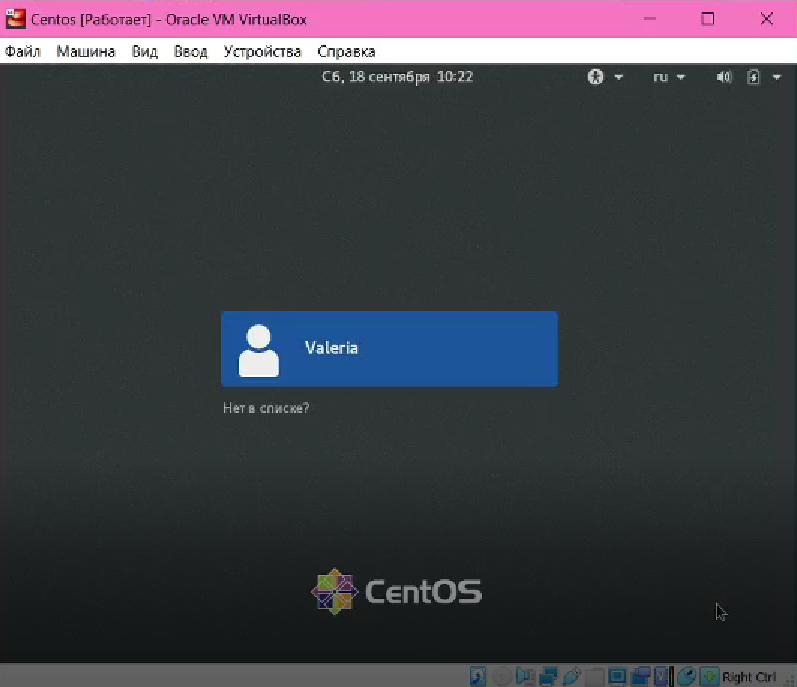 Centos [Работает] - Oracle VM VirtualBox
Файл Машина Вид Ввод Устройства Справка
Сб, 18 сентября 10:22 ru
Valeria
Нет в списке?
CentOS
Right Ctrl